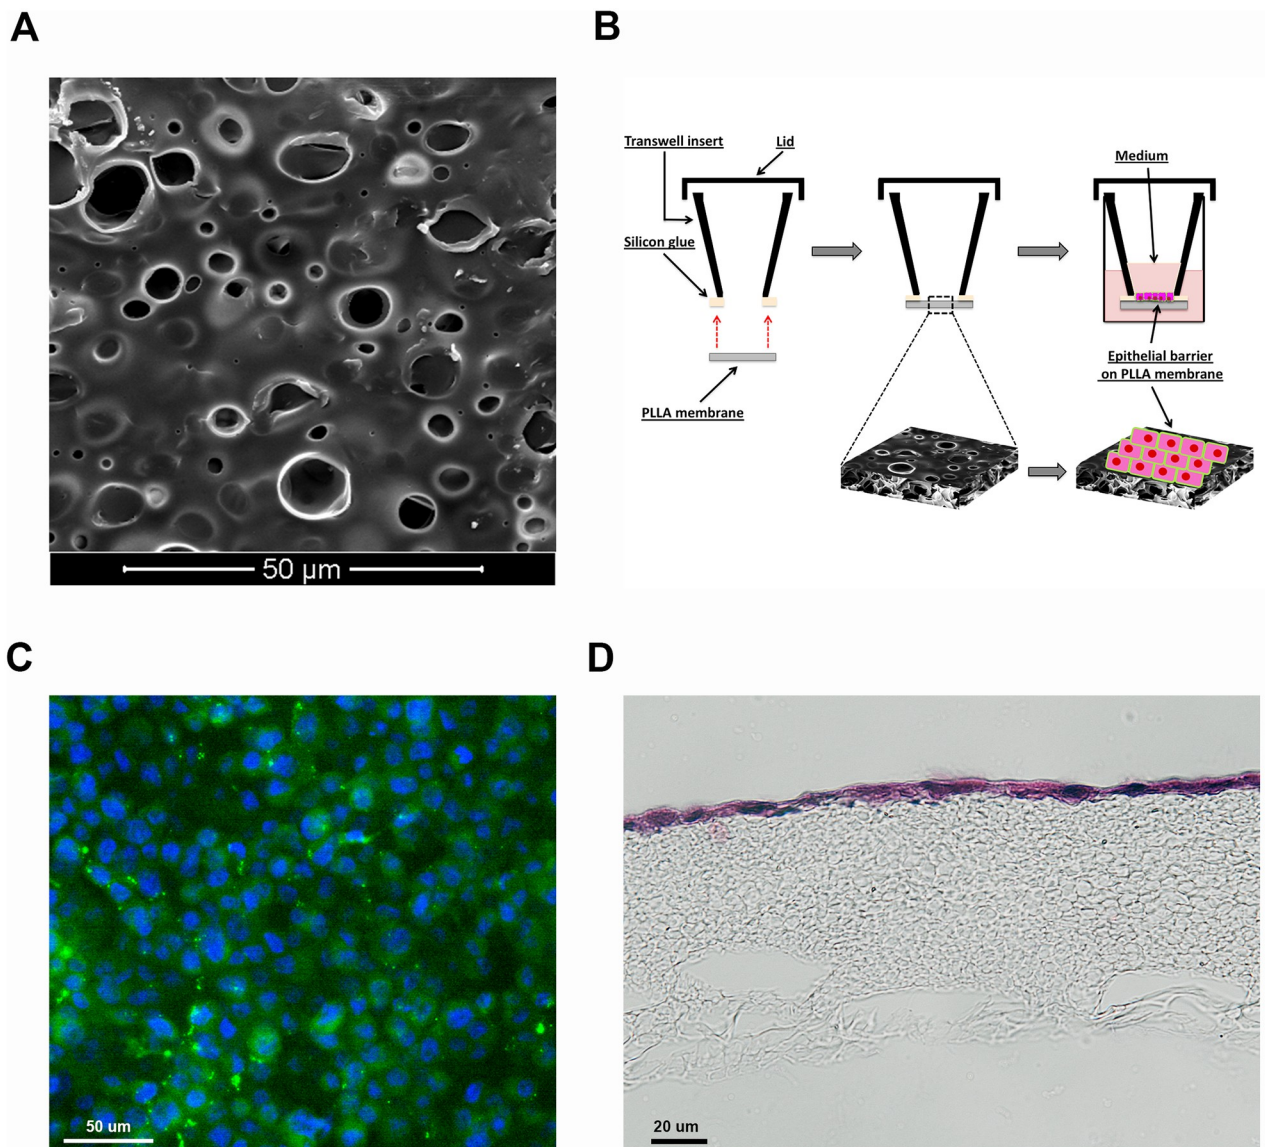 A
B
Transwell insert
Lid
Silicon glue
PLLA membrane
Medium
Epithelial barrier
on PLLA membrane
50 µm
C
D
50 um
20 um